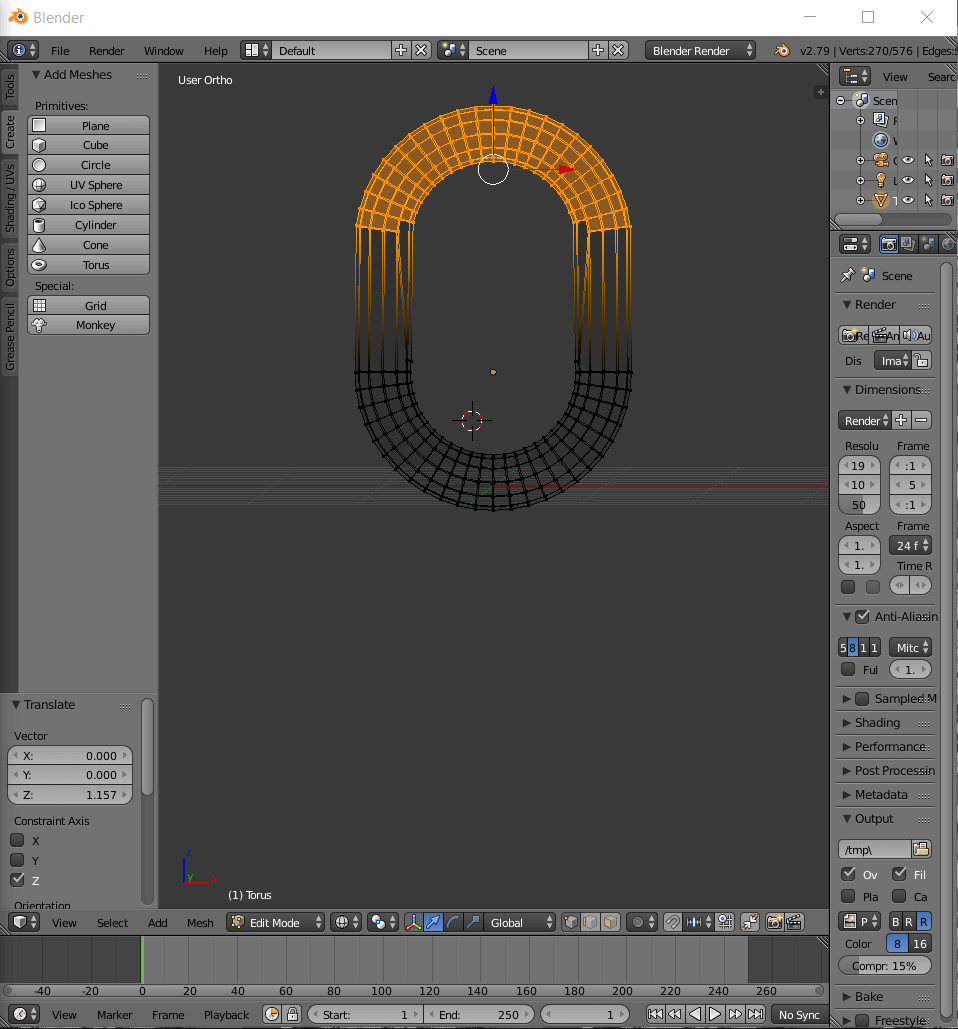 Blender
File Render Window Help Default Scene Blender Render v2.79 | Verts:270/576 | Edges:
Tools
Create
Shading / UVs
Options
Grease Pencil
Add Meshes
Primitives:
Plane
Cube
Circle
UV Sphere
Ico Sphere
Cylinder
Cone
Torus
Special:
Grid
Monkey
Translate
Vector
X: 0.000
Y: 0.000
Z: 1.157
Constraint Axis
X
Y
Z
Orientation
User Ortho
z
y
x
(1) Torus
View Select Add Mesh Edit Mode Global
-40 -20 0 20 40 60 80 100 120 140 160 180 200 220 240 260
View Marker Frame Playback Start: 1 End: 250 1 No Sync
View Searc
Scen
Scene
Render
Re An Au
Dis Ima
Dimensions
Render
Resolu Frame
19 :1
10 5
50 :1
Aspect Frame
1. 24 f
1. Time R
Anti-Aliasin
5 8 1 1 Mitc
Ful 1.
Sampled M
Shading
Performance
Post Processin
Metadata
Output
/tmp\
Ov Fil
Pla Ca
P B R R
Color 8 16
Compr: 15%
Bake
Freestyle